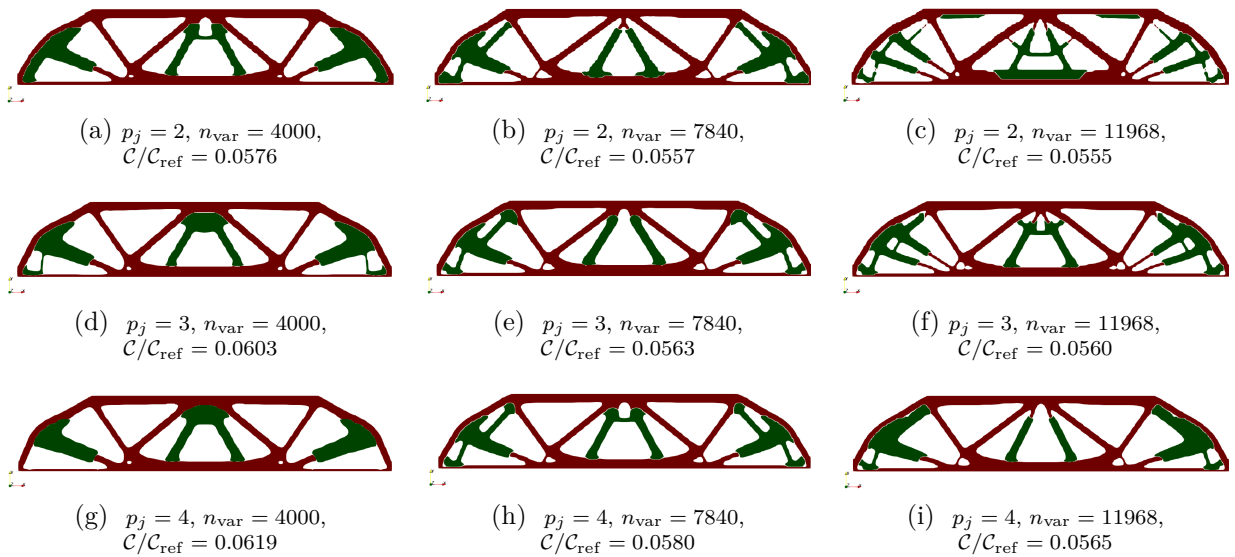 (a) p_j = 2, n_var = 4000,
C/C_ref = 0.0576
(b) p_j = 2, n_var = 7840,
C/C_ref = 0.0557
(c) p_j = 2, n_var = 11968,
C/C_ref = 0.0555
(d) p_j = 3, n_var = 4000,
C/C_ref = 0.0603
(e) p_j = 3, n_var = 7840,
C/C_ref = 0.0563
(f) p_j = 3, n_var = 11968,
C/C_ref = 0.0560
(g) p_j = 4, n_var = 4000,
C/C_ref = 0.0619
(h) p_j = 4, n_var = 7840,
C/C_ref = 0.0580
(i) p_j = 4, n_var = 11968,
C/C_ref = 0.0565